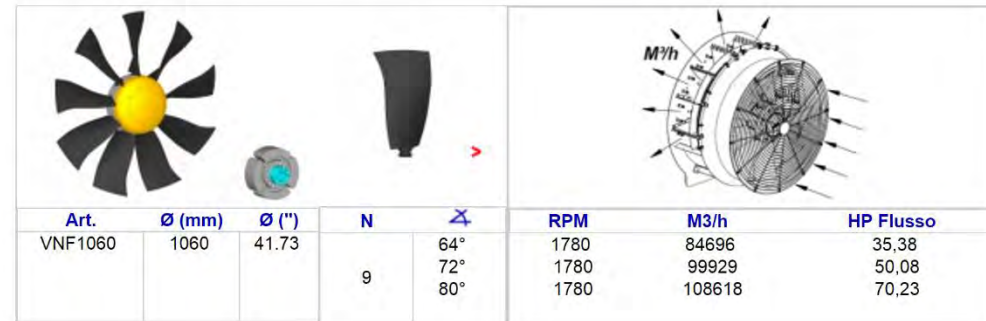 M³/h
>
Art. Ø (mm) Ø (") N ∡ RPM M3/h HP Flusso
VNF1060 1060 41.73 9 64° 1780 84696 35,38
72° 1780 99929 50,08
80° 1780 108618 70,23